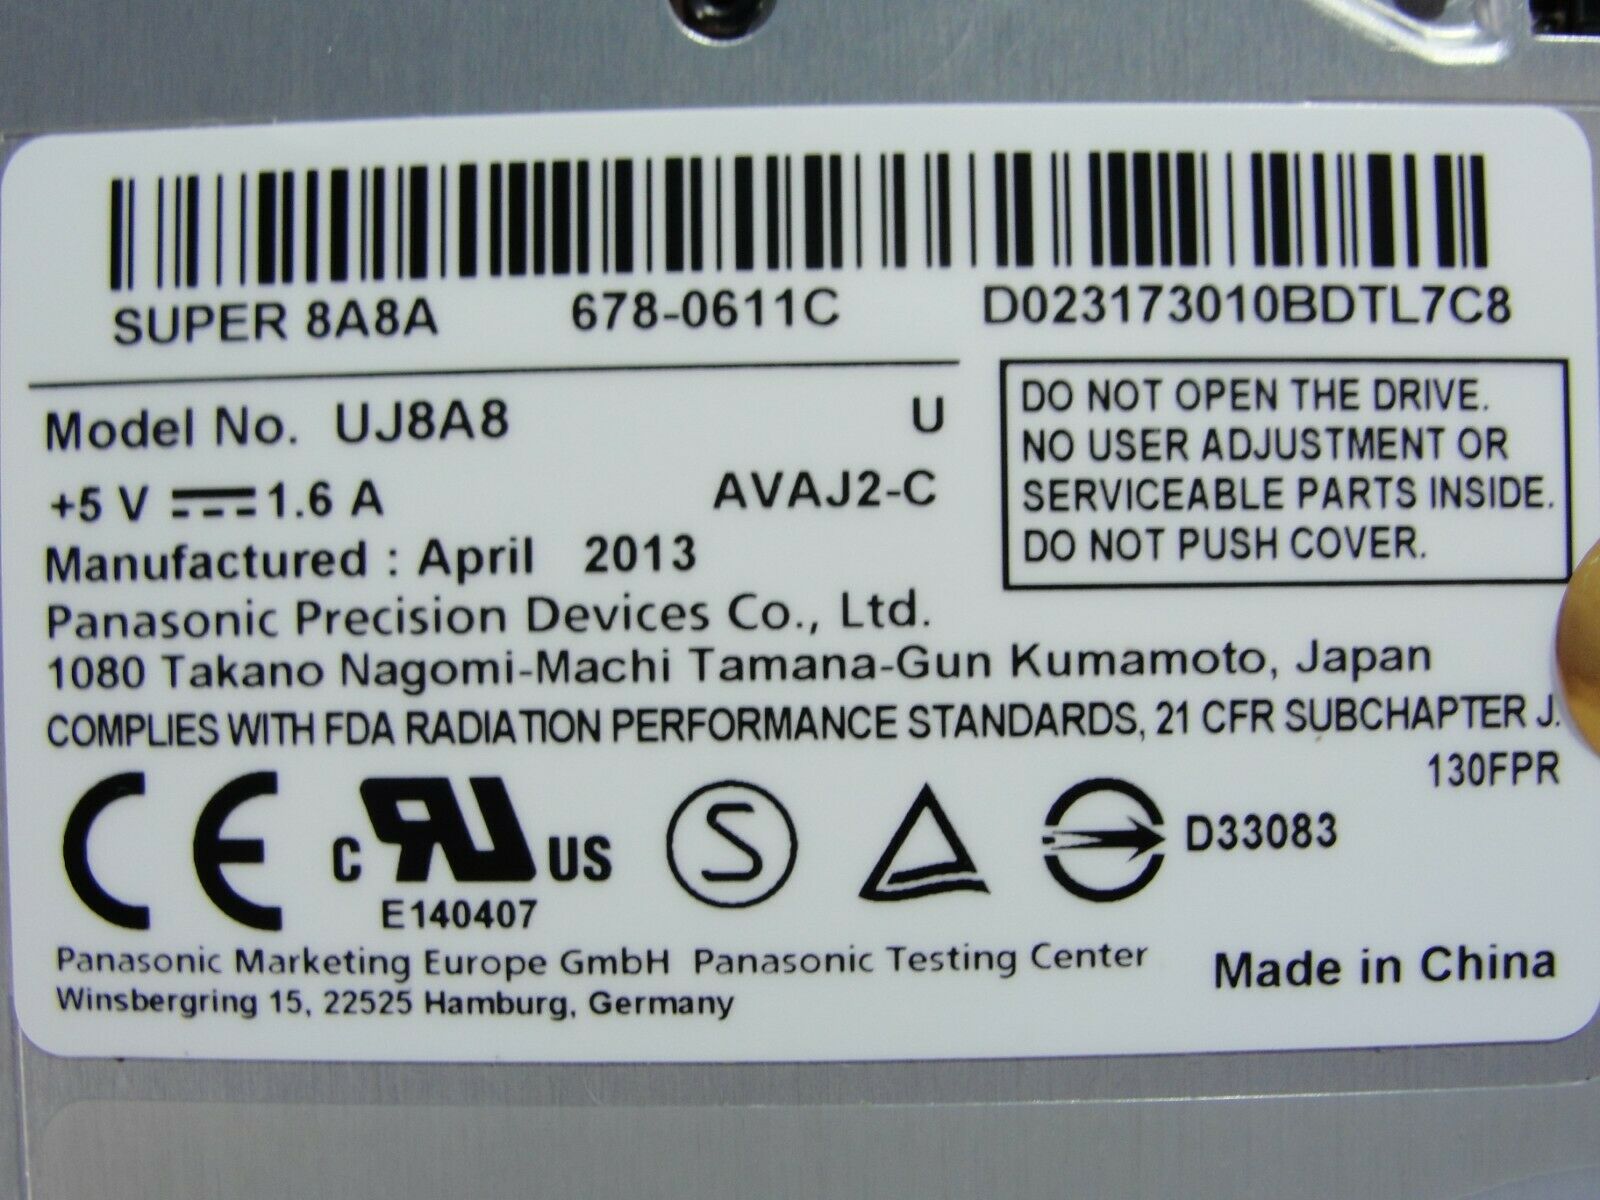 SUPER 8A8A 678-0611C D023173010BDTL7C8
Model No. UJ8A8 U
+5 V ⎓ 1.6 A AVAJ2-C
Manufactured : April 2013
DO NOT OPEN THE DRIVE.
NO USER ADJUSTMENT OR
SERVICEABLE PARTS INSIDE.
DO NOT PUSH COVER.
Panasonic Precision Devices Co., Ltd.
1080 Takano Nagomi-Machi Tamana-Gun Kumamoto, Japan
COMPLIES WITH FDA RADIATION PERFORMANCE STANDARDS, 21 CFR SUBCHAPTER J.
130FPR
CE C RU US S D33083
E140407
Panasonic Marketing Europe GmbH Panasonic Testing Center
Winsbergring 15, 22525 Hamburg, Germany
Made in China